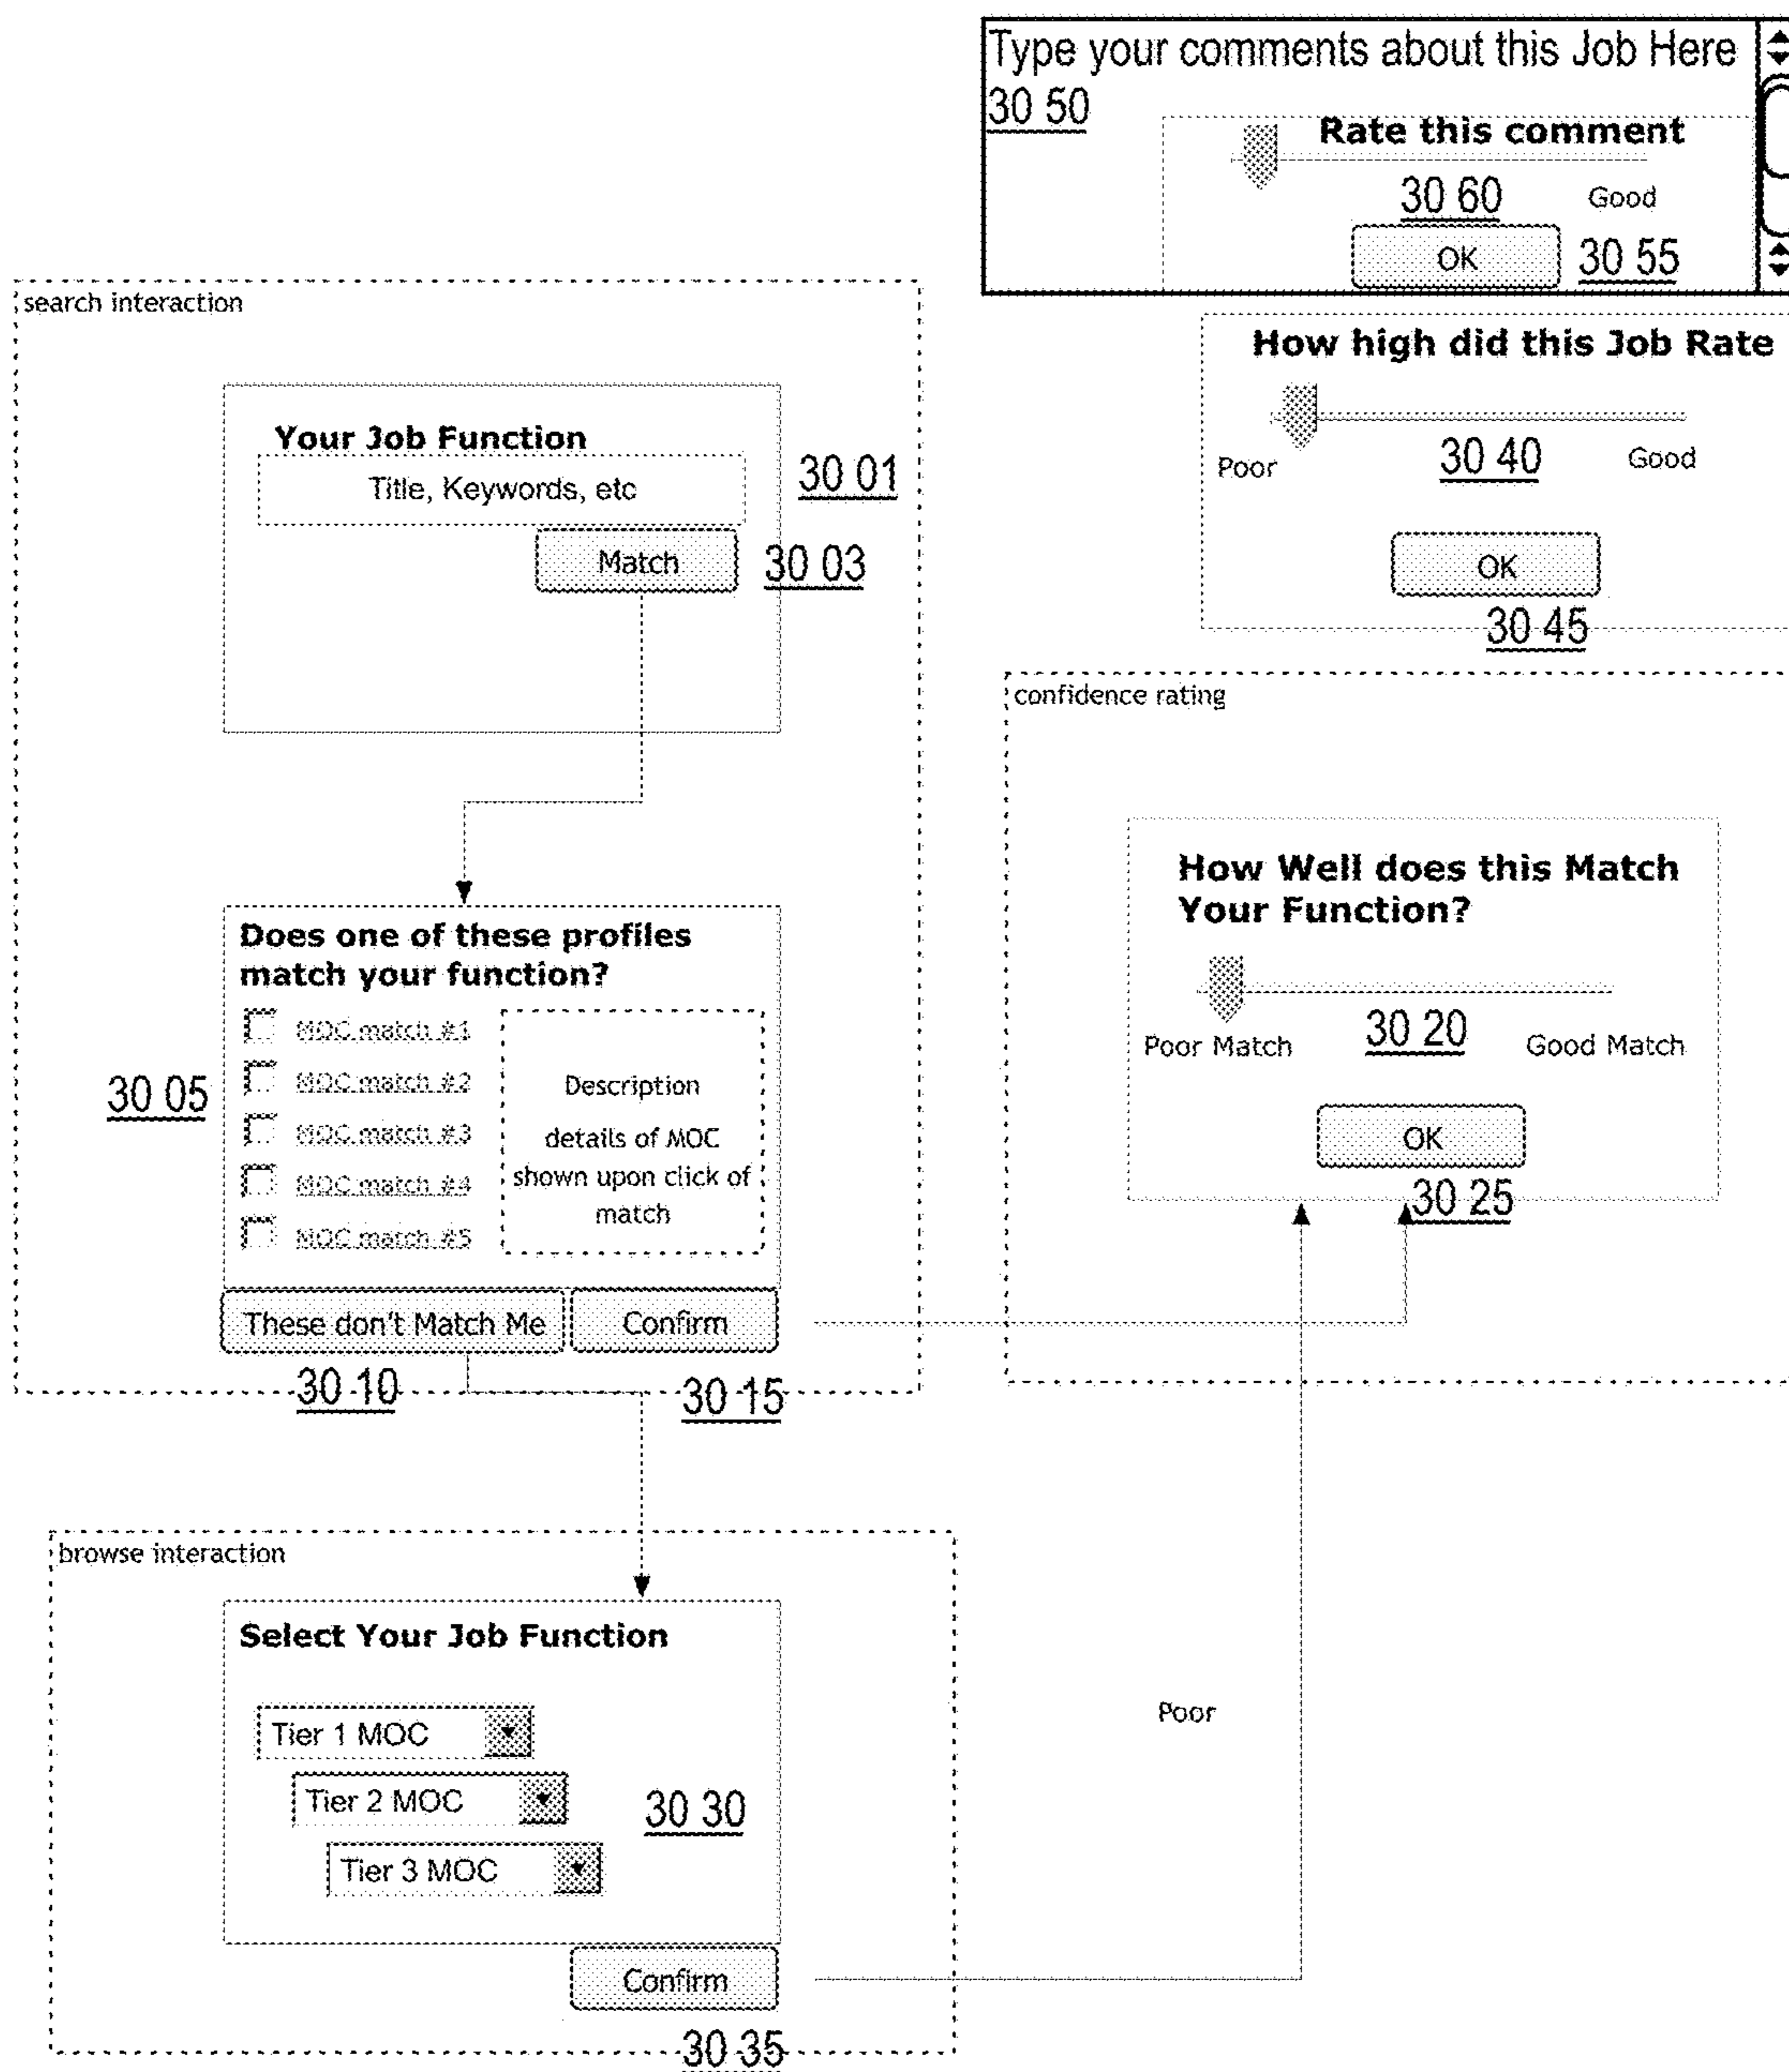 Type your comments about this Job Here
30 50
Rate this comment
30 60
Good
OK
30 55
How high did this Job Rate
Poor
30 40
Good
OK
30 45
search interaction
Your Job Function
Title, Keywords, etc
30 01
Match
30 03
Does one of these profiles
match your function?
30 05
MOC match #1
MOC match #2
MOC match #3
MOC match #4
MOC match #5
Description
details of MOC
shown upon click of
match
These don't Match Me
Confirm
30 10
30 15
confidence rating
How Well does this Match
Your Function?
Poor Match
30 20
Good Match
OK
30 25
browse interaction
Select Your Job Function
Tier 1 MOC
Tier 2 MOC
30 30
Tier 3 MOC
Confirm
30 35
Poor